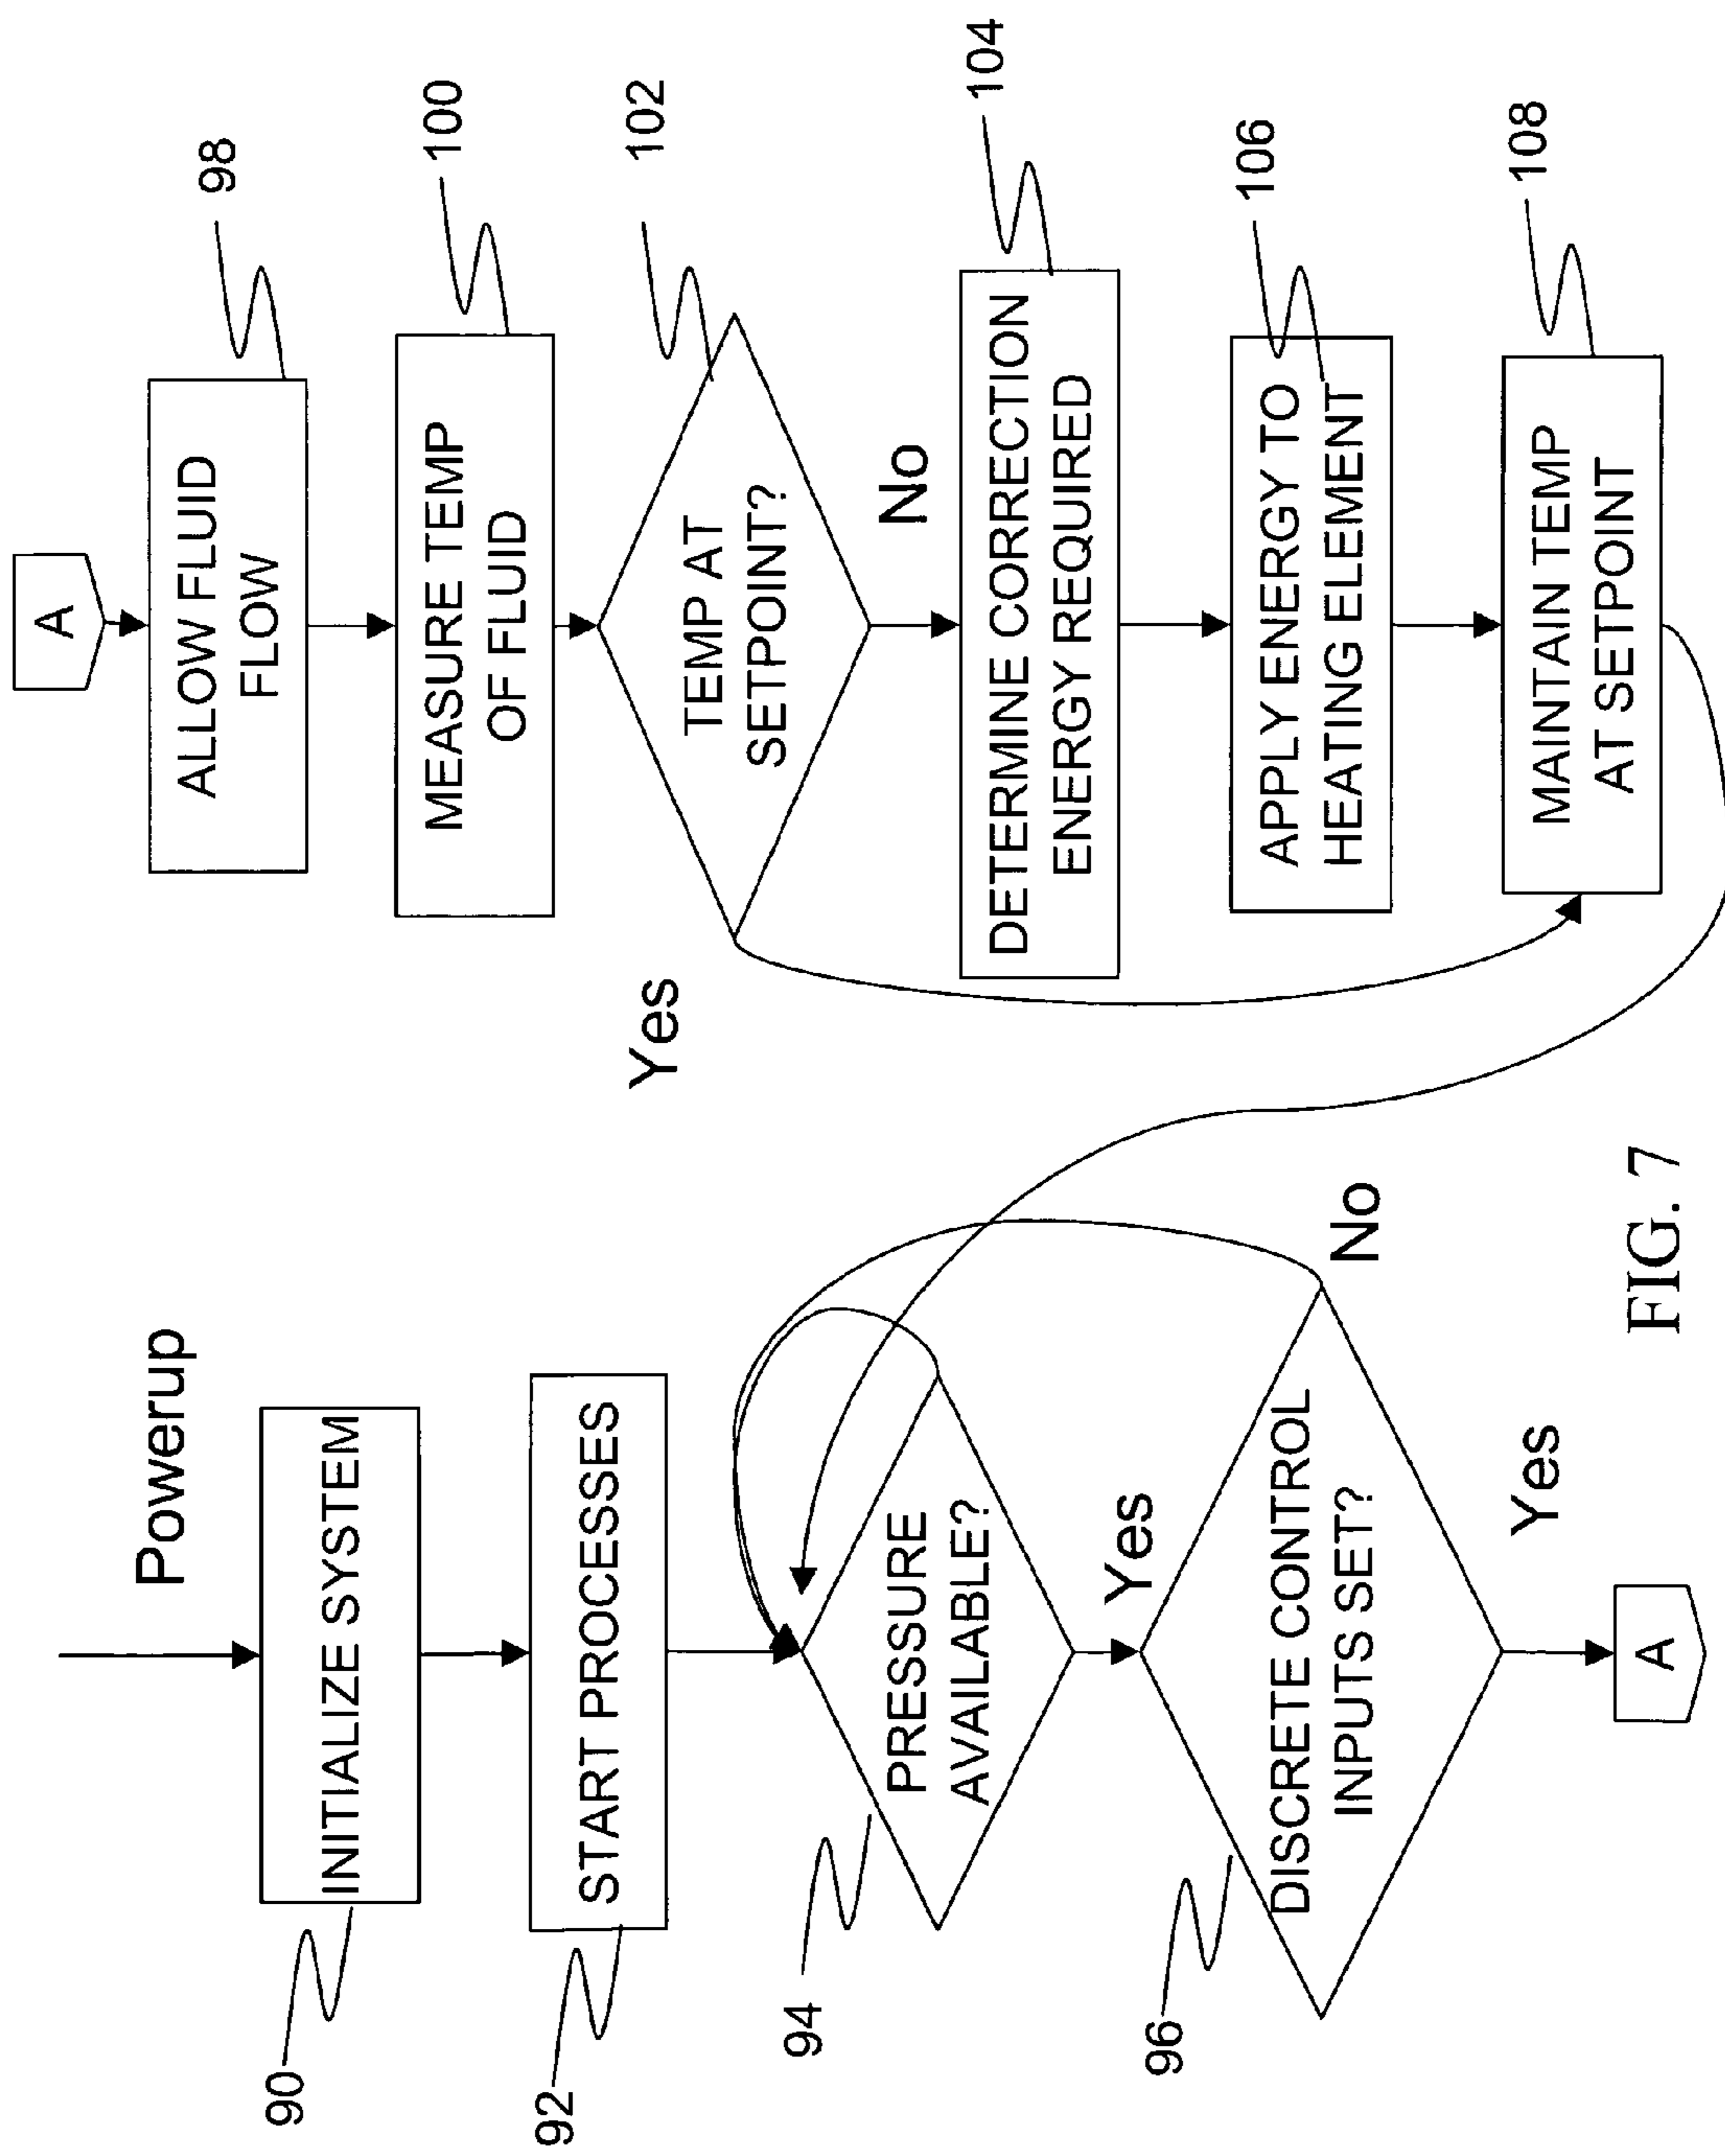 Powerup
90
INITIALIZE SYSTEM
92
START PROCESSES
94
PRESSURE
AVAILABLE?
Yes
96
DISCRETE CONTROL
INPUTS SET?
No
Yes
A
A
ALLOW FLUID
FLOW
98
MEASURE TEMP
OF FLUID
100
Yes
TEMP AT
SETPOINT?
102
No
DETERMINE CORRECTION
ENERGY REQUIRED
104
APPLY ENERGY TO
HEATING ELEMENT
106
MAINTAIN TEMP
AT SETPOINT
108
FIG. 7